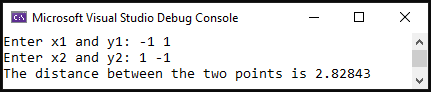 Microsoft Visual Studio Debug Console
Enter x1 and y1: -1 1
Enter x2 and y2: 1 -1
The distance between the two points is 2.82843